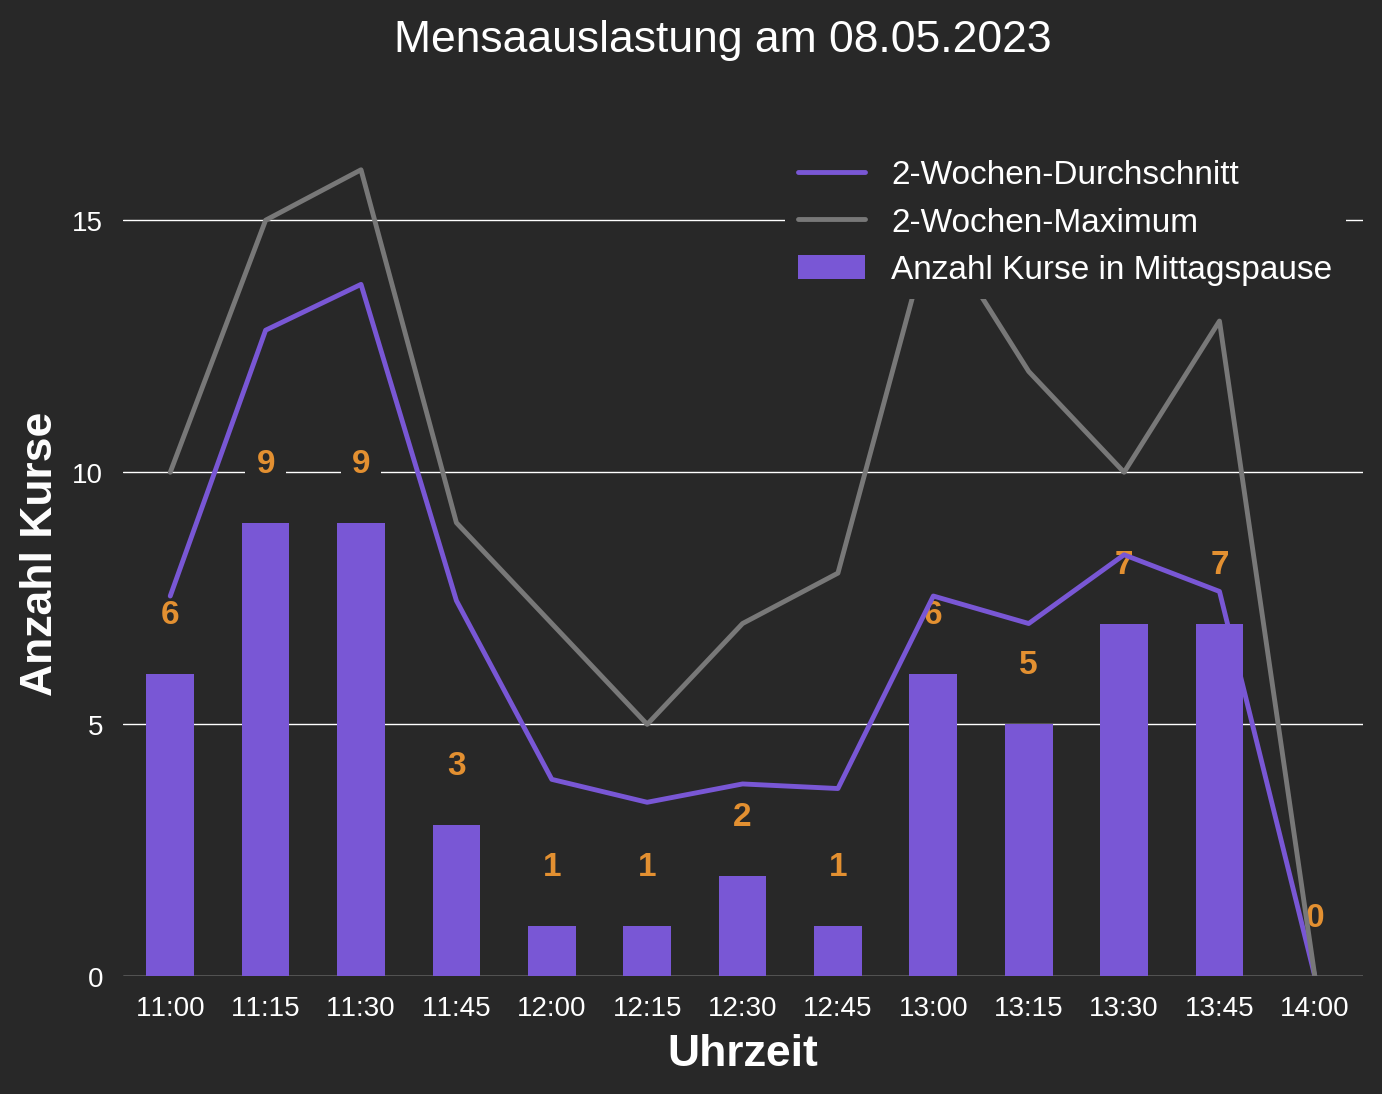 Mensaauslastung am 08.05.2023
2-Wochen-Durchschnitt
2-Wochen-Maximum
Anzahl Kurse in Mittagspause
Anzahl Kurse
15
10
5
0
6
9
9
3
1
1
2
1
6
5
7
7
0
11:00 11:15 11:30 11:45 12:00 12:15 12:30 12:45 13:00 13:15 13:30 13:45 14:00
Uhrzeit